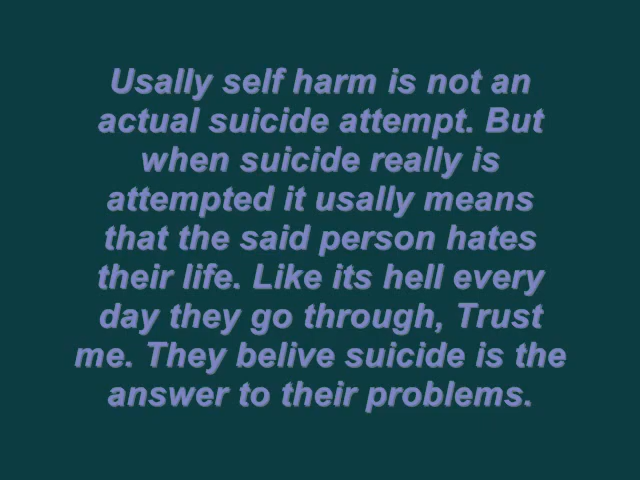 Usally self harm is not an
actual suicide attempt. But
when suicide really is
attempted it usally means
that the said person hates
their life. Like its hell every
day they go through, Trust
me. They belive suicide is the
answer to their problems.